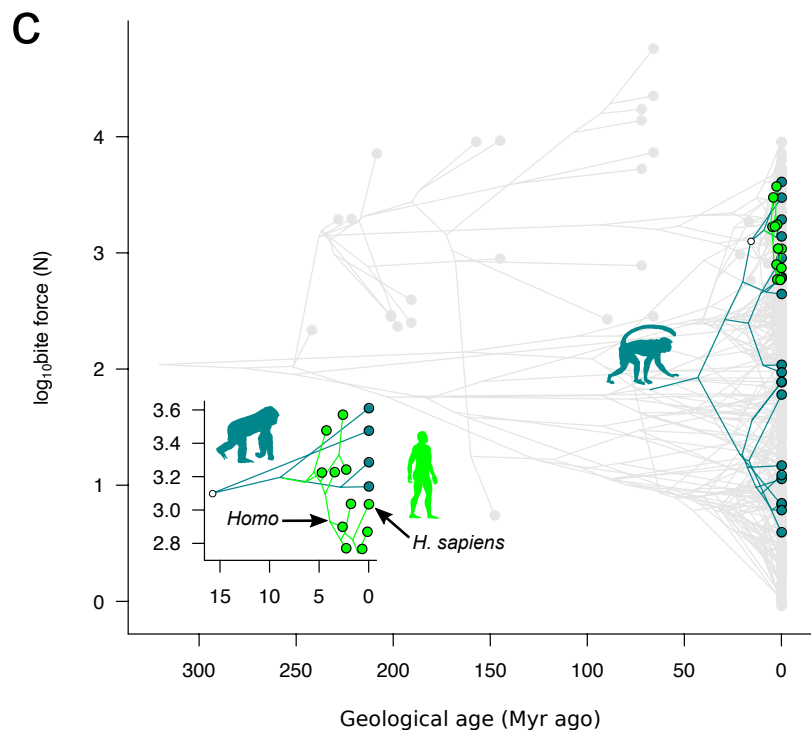 C
log₁₀bite force (N)
4
3
2
1
0
3.6
3.4
3.2
3.0
2.8
Homo
H. sapiens
15 10 5 0
300 250 200 150 100 50 0
Geological age (Myr ago)